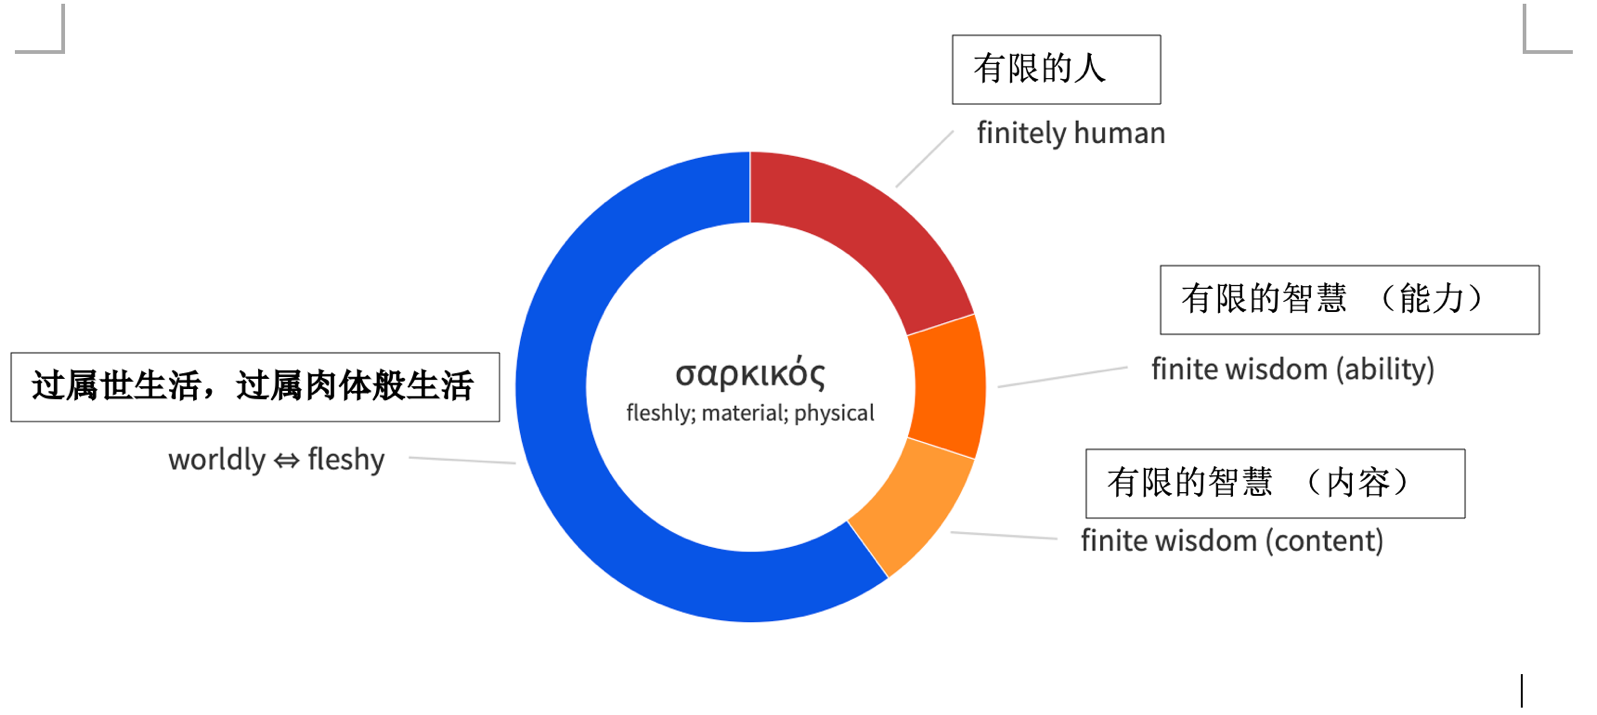 有限的人
finitely human
有限的智慧 （能力）
finite wisdom (ability)
过属世生活，过属肉体般生活
worldly ⇔ fleshy
σαρκικός
fleshly; material; physical
有限的智慧 （内容）
finite wisdom (content)